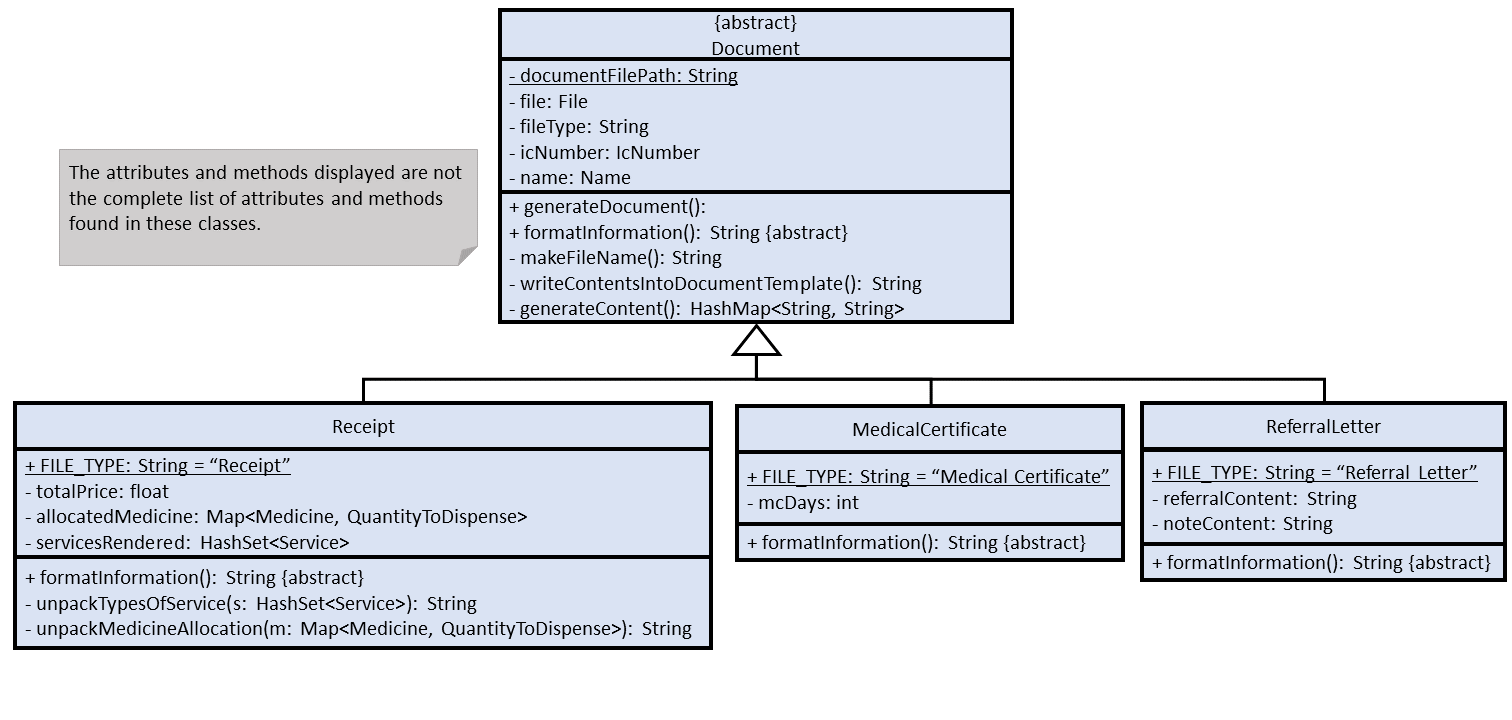 {abstract}
Document
- documentFilePath: String
- file: File
- fileType: String
- icNumber: IcNumber
- name: Name
+ generateDocument():
+ formatInformation(): String {abstract}
- makeFileName(): String
- writeContentsIntoDocumentTemplate(): String
- generateContent(): HashMap<String, String>
The attributes and methods displayed are not
the complete list of attributes and methods
found in these classes.
Receipt
+ FILE_TYPE: String = “Receipt”
- totalPrice: float
- allocatedMedicine: Map<Medicine, QuantityToDispense>
- servicesRendered: HashSet<Service>
+ formatInformation(): String {abstract}
- unpackTypesOfService(s: HashSet<Service>): String
- unpackMedicineAllocation(m: Map<Medicine, QuantityToDispense>): String
MedicalCertificate
+ FILE_TYPE: String = “Medical Certificate”
- mcDays: int
+ formatInformation(): String {abstract}
ReferralLetter
+ FILE_TYPE: String = “Referral Letter”
- referralContent: String
- noteContent: String
+ formatInformation(): String {abstract}